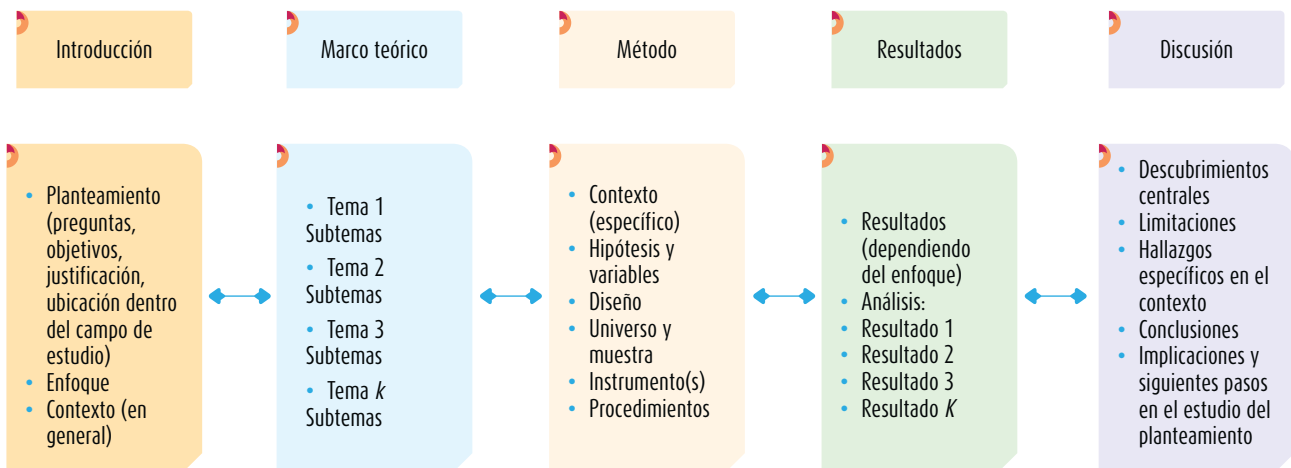 Introducción
Marco teórico
Método
Resultados
Discusión
• Planteamiento
(preguntas,
objetivos,
justificación,
ubicación dentro
del campo de
estudio)
• Enfoque
• Contexto (en
general)
• Tema 1
Subtemas
• Tema 2
Subtemas
• Tema 3
Subtemas
• Tema k
Subtemas
• Contexto
(específico)
• Hipótesis y
variables
• Diseño
• Universo y
muestra
• Instrumento(s)
• Procedimientos
• Resultados
(dependiendo
del enfoque)
• Análisis:
• Resultado 1
• Resultado 2
• Resultado 3
• Resultado K
• Descubrimientos
centrales
• Limitaciones
• Hallazgos
específicos en el
contexto
• Conclusiones
• Implicaciones y
siguientes pasos
en el estudio del
planteamiento